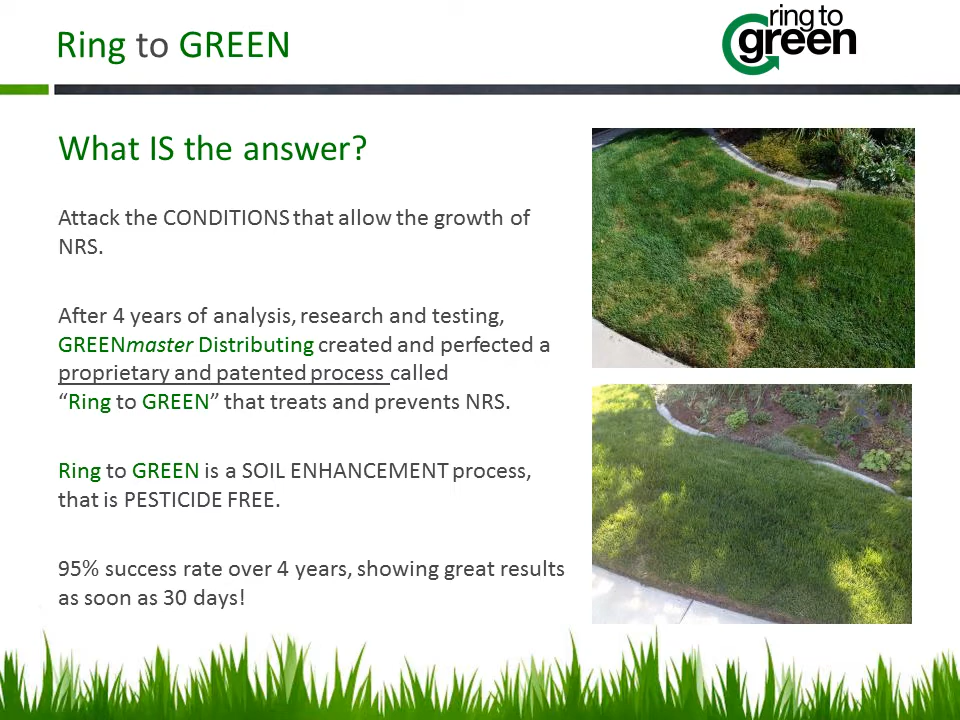 Ring to GREEN
ring to
green
What IS the answer?
Attack the CONDITIONS that allow the growth of
NRS.
After 4 years of analysis, research and testing,
GREENmaster Distributing created and perfected a
proprietary and patented process called
“Ring to GREEN” that treats and prevents NRS.
Ring to GREEN is a SOIL ENHANCEMENT process,
that is PESTICIDE FREE.
95% success rate over 4 years, showing great results
as soon as 30 days!